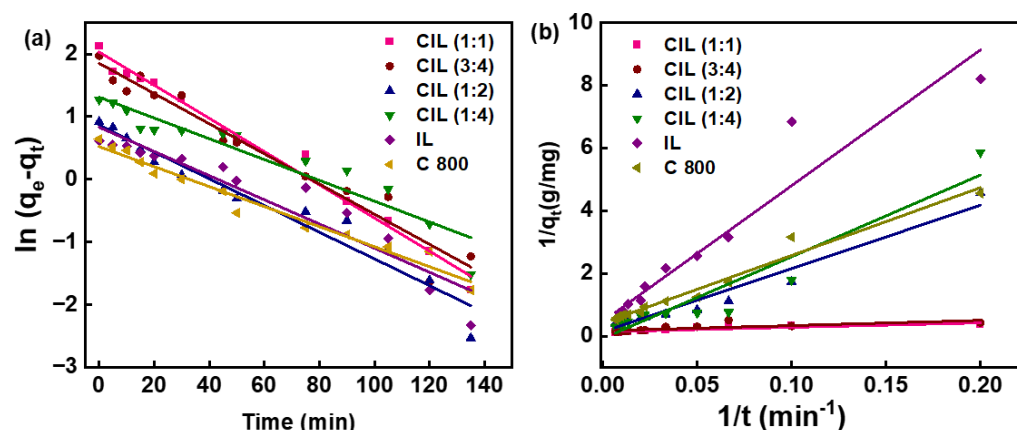 (a)
CIL (1:1)
CIL (3:4)
CIL (1:2)
CIL (1:4)
IL
C 800
2
1
0
−1
−2
−3
ln (qe-qt)
0 20 40 60 80 100 120 140
Time (min)
(b)
CIL (1:1)
CIL (3:4)
CIL (1:2)
CIL (1:4)
IL
C 800
10
8
6
4
2
0
1/qt(g/mg)
0.00 0.05 0.10 0.15 0.20
1/t (min-1)